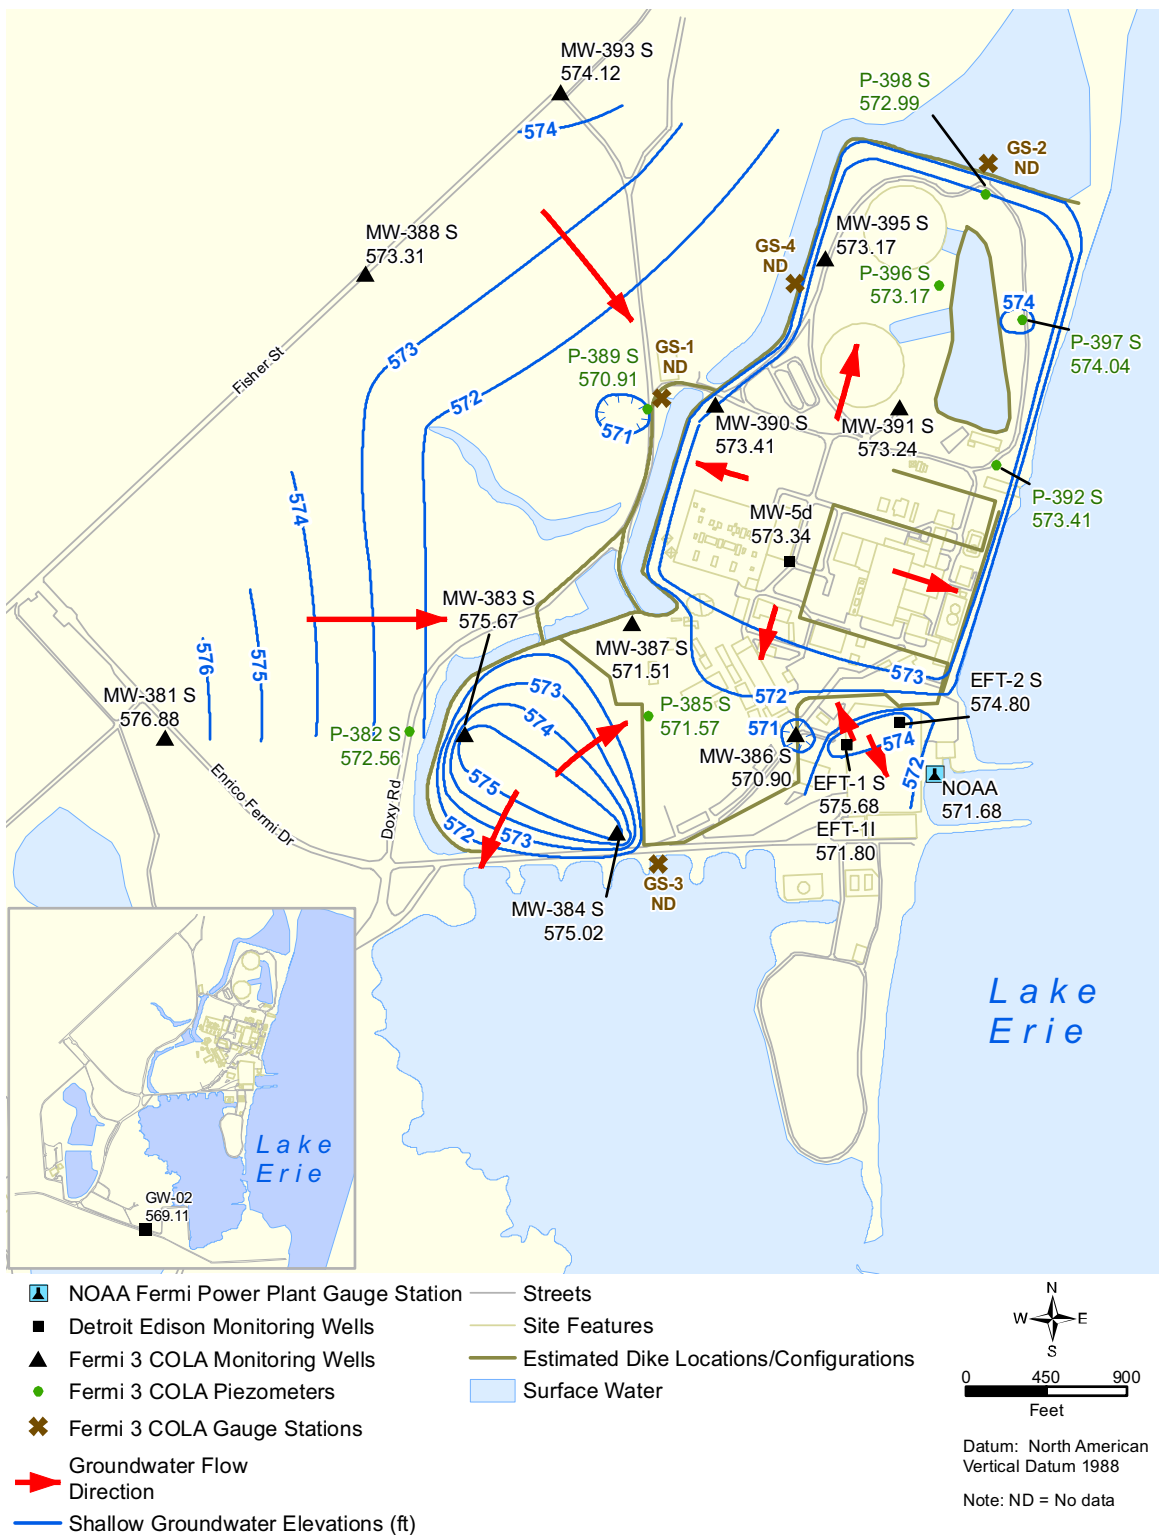 MW-393 S
574.12
P-398 S
572.99
574
GS-2
ND
MW-388 S
573.31
MW-395 S
573.17
GS-4
ND
P-396 S
573.17
574
P-397 S
574.04
573
Fisher St
GS-1
ND
P-389 S
570.91
572
571
MW-390 S
573.41
MW-391 S
573.24
574
P-392 S
573.41
MW-5d
573.34
MW-383 S
575.67
MW-387 S
571.51
576
575
573
572
EFT-2 S
574.80
MW-381 S
576.88
P-382 S
572.56
573
574
P-385 S
571.57
571
MW-386 S
570.90
574
572
EFT-1 S
575.68
EFT-1I
571.80
NOAA
571.68
Enrico Fermi Dr
Doxy Rd
575
572
573
GS-3
ND
MW-384 S
575.02
Lake
Erie
Lake
Erie
GW-02
569.11
NOAA Fermi Power Plant Gauge Station
Detroit Edison Monitoring Wells
Fermi 3 COLA Monitoring Wells
Fermi 3 COLA Piezometers
Fermi 3 COLA Gauge Stations
Groundwater Flow
Direction
Shallow Groundwater Elevations (ft)
Streets
Site Features
Estimated Dike Locations/Configurations
Surface Water
N
W E
S
0 450 900
Feet
Datum: North American
Vertical Datum 1988
Note: ND = No data